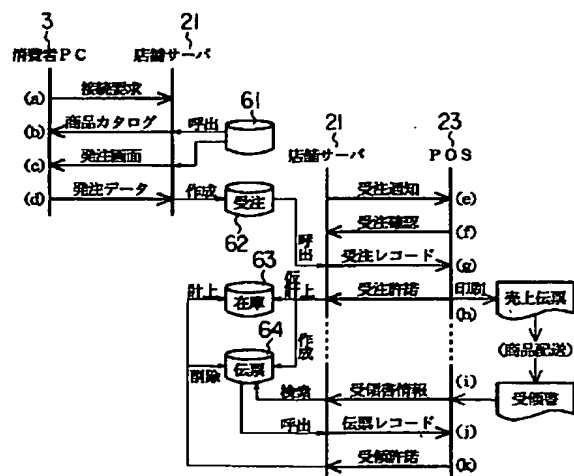 3
21
消費者PC
店舗サーバ
(a)
接続要求
(b)
商品カタログ
呼出
61
(c)
発注画面
(d)
発注データ
作成
受注
62
21
23
店舗サーバ
POS
受注通知
(e)
受注確認
(f)
呼出
受注レコード
(g)
63
計上
在庫
仮計上
受注許諾
印刷
(h)
売上伝票
64
作成
(商品配送)
伝票
削除
検索
受領書情報
(i)
受領書
呼出
伝票レコード
(j)
受領許諾
(k)